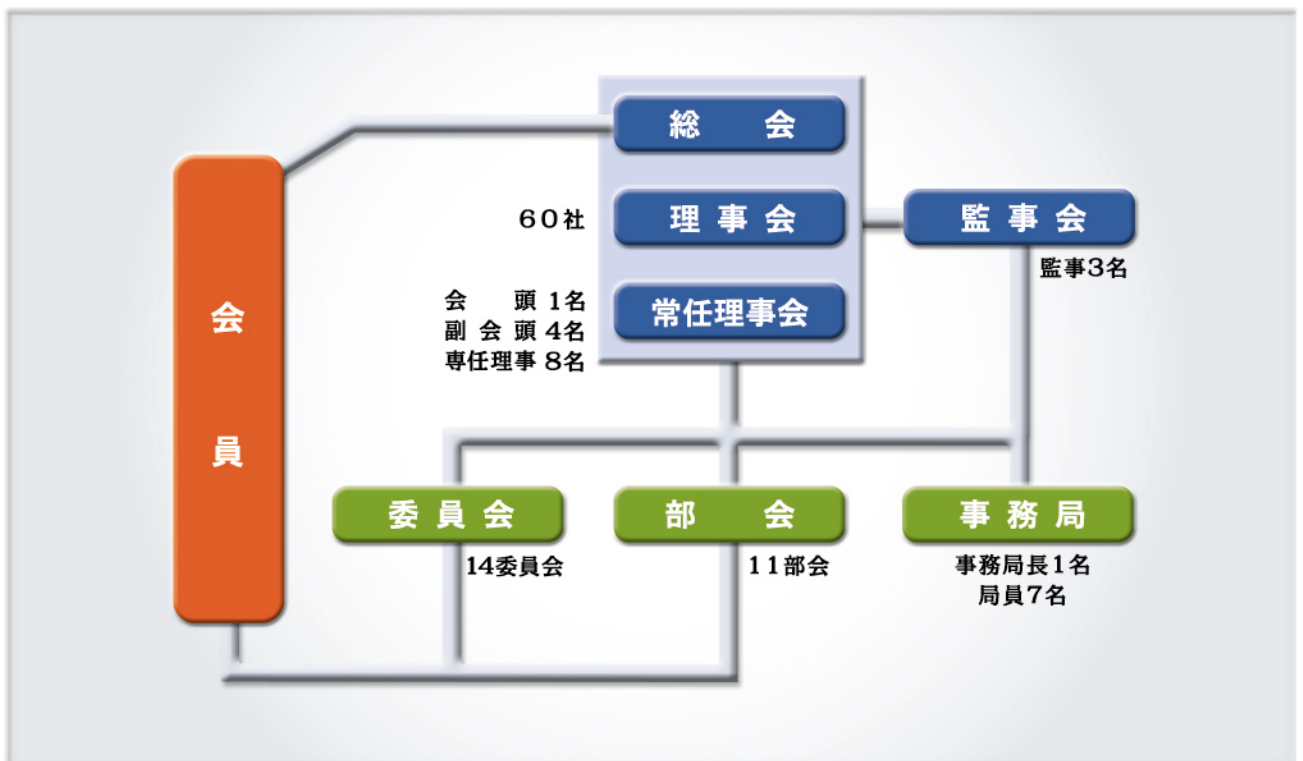 総　会
６０社
理事会
監事会
監事3名
会　頭 1名
副会頭 4名
専任理事 8名
常任理事会
会員
委員会
部　会
事務局
14委員会
１１部会
事務局長１名
局員7名